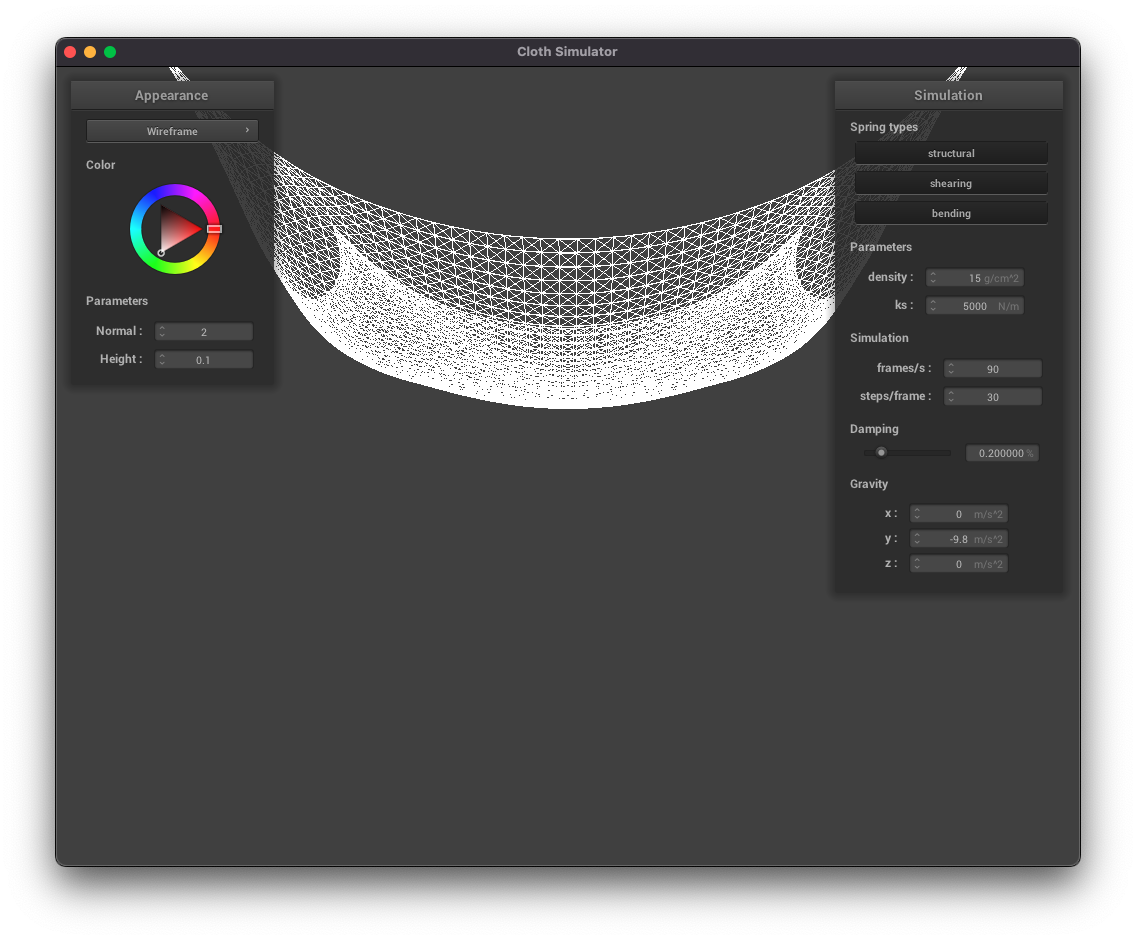 Cloth Simulator
Appearance
Wireframe ›
Color
Parameters
Normal : 2
Height : 0.1
Simulation
Spring types
structural
shearing
bending
Parameters
density : 15 g/cm^2
ks : 5000 N/m
Simulation
frames/s : 90
steps/frame : 30
Damping
0.200000 %
Gravity
x : 0 m/s^2
y : -9.8 m/s^2
z : 0 m/s^2